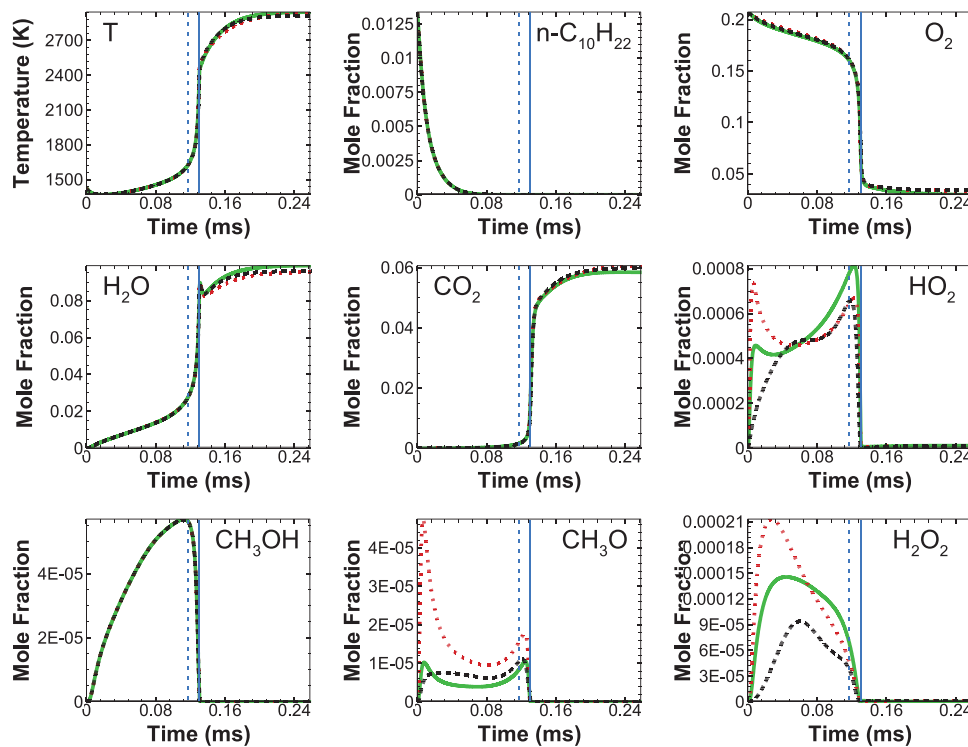 T
Temperature (K)
2700
2400
2100
1800
1500
0 0.08 0.16 0.24
Time (ms)
n-C₁₀H₂₂
Mole Fraction
0.0125
0.01
0.0075
0.005
0.0025
0
0 0.08 0.16 0.24
Time (ms)
O₂
Mole Fraction
0.2
0.15
0.1
0.05
0 0.08 0.16 0.24
Time (ms)
H₂O
Mole Fraction
0.08
0.06
0.04
0.02
0
0 0.08 0.16 0.24
Time (ms)
CO₂
Mole Fraction
0.06
0.04
0.02
0
0 0.08 0.16 0.24
Time (ms)
HO₂
Mole Fraction
0.0008
0.0006
0.0004
0.0002
0
0 0.08 0.16 0.24
Time (ms)
CH₃OH
Mole Fraction
4E-05
2E-05
0
0 0.08 0.16 0.24
Time (ms)
CH₃O
Mole Fraction
4E-05
3E-05
2E-05
1E-05
0
0 0.08 0.16 0.24
Time (ms)
H₂O₂
Mole Fraction
0.00021
0.00018
0.00015
0.00012
9E-05
6E-05
3E-05
0
0 0.08 0.16 0.24
Time (ms)